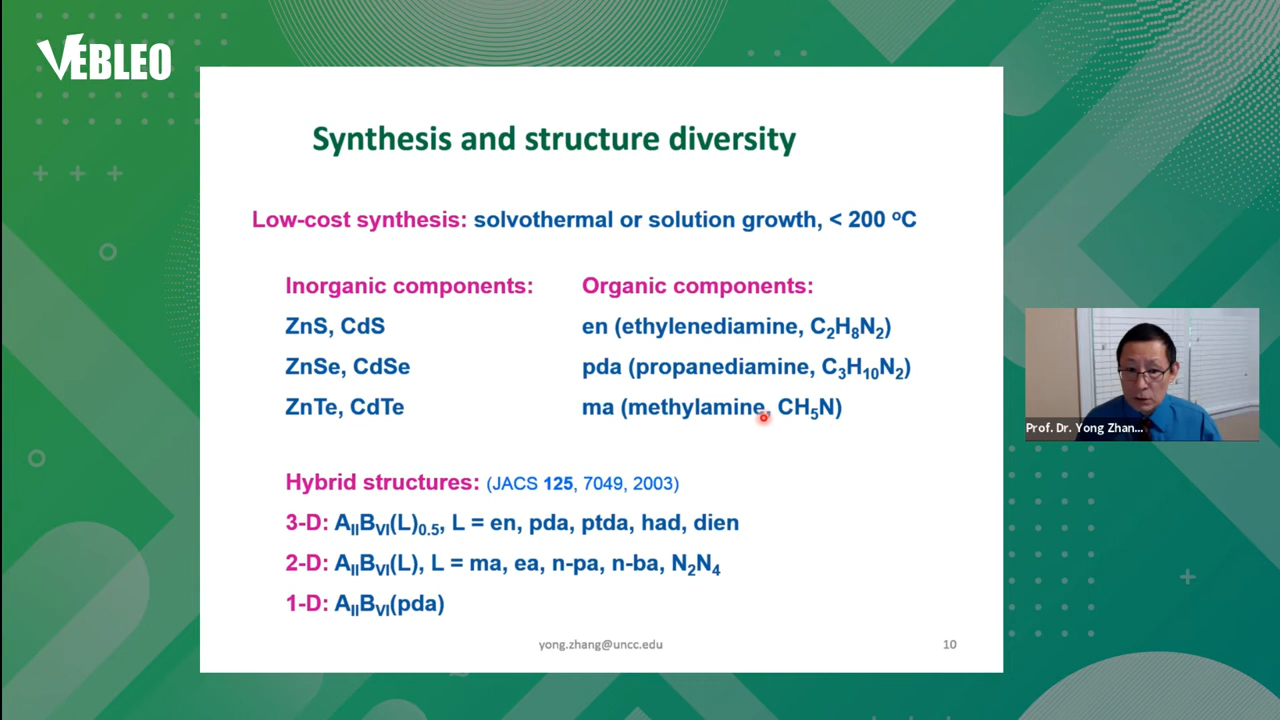 VEBLEO
Synthesis and structure diversity
Low-cost synthesis: solvothermal or solution growth, < 200 °C
Inorganic components:
ZnS, CdS
ZnSe, CdSe
ZnTe, CdTe
Organic components:
en (ethylenediamine, C₂H₈N₂)
pda (propanediamine, C₃H₁₀N₂)
ma (methylamine, CH₅N)
Hybrid structures: (JACS 125, 7049, 2003)
3-D: AᵢᵢBᵥᵢ(L)₀.₅, L = en, pda, ptda, had, dien
2-D: AᵢᵢBᵥᵢ(L), L = ma, ea, n-pa, n-ba, N₂N₄
1-D: AᵢᵢBᵥᵢ(pda)
yong.zhang@uncc.edu
10
Prof. Dr. Yong Zhan...